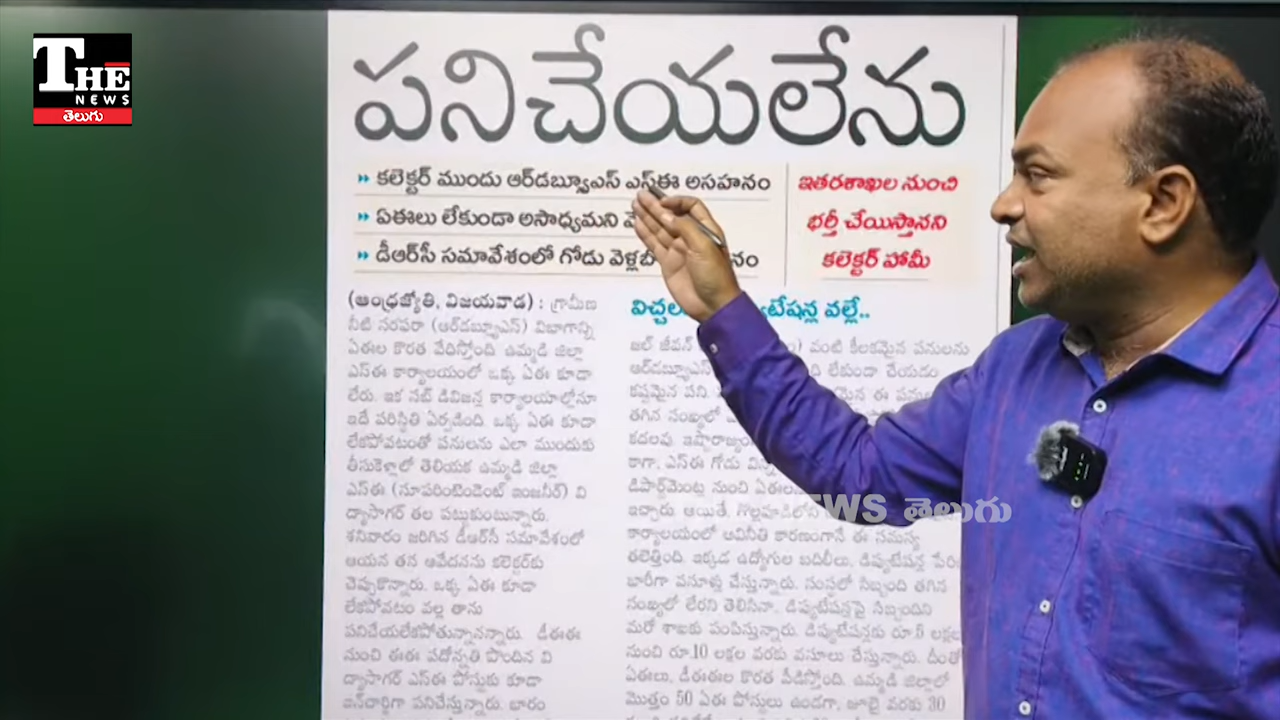 THE
NEWS
తెలుగు
పనిచేయలేను
» కలెక్టర్ ముందు ఆర్‌డబ్ల్యూఎస్ ఎస్ఈ అసహనం
» ఏఈలు లేకుండా అసాధ్యమని
» డీఆర్‌సీ సమావేశంలో గోడు
ఇతరశాఖల నుంచి
భర్తీ చేయిస్తానని
కలెక్టర్ హామీ
(ఆంధ్రజ్యోతి, విజయవాడ) : గ్రామీణ
నీటి సరఫరా (ఆర్‌డబ్ల్యూఎస్) విభాగాన్ని
ఏఈల కొరత వేధిస్తోంది. ఉమ్మడి జిల్లా
ఎస్ఈ కార్యాలయంలో ఒక్క ఏఈ కూడా
లేరు. ఇక సబ్ డివిజన్ల కార్యాలయాల్లోనూ
ఇదే పరిస్థితి ఏర్పడింది. ఒక్క ఏఈ కూడా
లేకపోవటంతో పనులను ఎలా ముందుకు
తీసుకెళ్లాలో తెలియక ఉమ్మడి జిల్లా
ఎస్ఈ (సూపరింటెండెంట్ ఇంజనీర్) వి
ద్యాసాగర్ తల పట్టుకుంటున్నారు.
శనివారం జరిగిన డీఆర్‌సీ సమావేశంలో
ఆయన తన ఆవేదనను కలెక్టర్‌కు
చెప్పుకొన్నారు. ఒక్క ఏఈ కూడా
లేకపోవటం వల్ల తాను
పనిచేయలేకపోతున్నానన్నారు. డీఈఈ
నుంచి ఈఈ పదోన్నతి పొందిన వి
ద్యాసాగర్ ఎస్ఈ పోస్టుకు కూడా
ఇన్‌చార్జిగా పనిచేస్తున్నారు. భారం
జల్ జీవన్ వంటి కీలకమైన పనులను
ఆర్‌డబ్ల్యూఎస్ లేకుండా చేయడం
కష్టమైన పని. ఈ
తగిన సంఖ్యలో
కదలవు
కాగా, ఎస్ఈ గోడు
డిపార్ట్‌మెంట్ల నుంచి
ఇచ్చారు. అయితే, గొల్లపూడిలోని
కార్యాలయంలో అవినీతి కారణంగానే ఈ సమస్య
తలెత్తింది. ఇక్కడ ఉద్యోగుల బదిలీలు, డిప్యుటేషన్ల
భారీగా వసూళ్లు చేస్తున్నారు. సంస్థలో సిబ్బంది తగిన
సంఖ్యలో లేరని తెలిసినా, డిప్యుటేషన్లపై సిబ్బందిని
మరో శాఖకు పంపిస్తున్నారు. డిప్యుటేషన్లకు రూ.5 లక్షల
నుంచి రూ.10 లక్షల వరకు వసూలు చేస్తున్నారు. దీంతో
ఏఈలు, డీఈఈల కొరత పీడిస్తోంది. ఉమ్మడి జిల్లాలో
మొత్తం 50 ఏఈ పోస్టులు ఉండగా, జూలై వరకు 30
NEWS తెలుగు